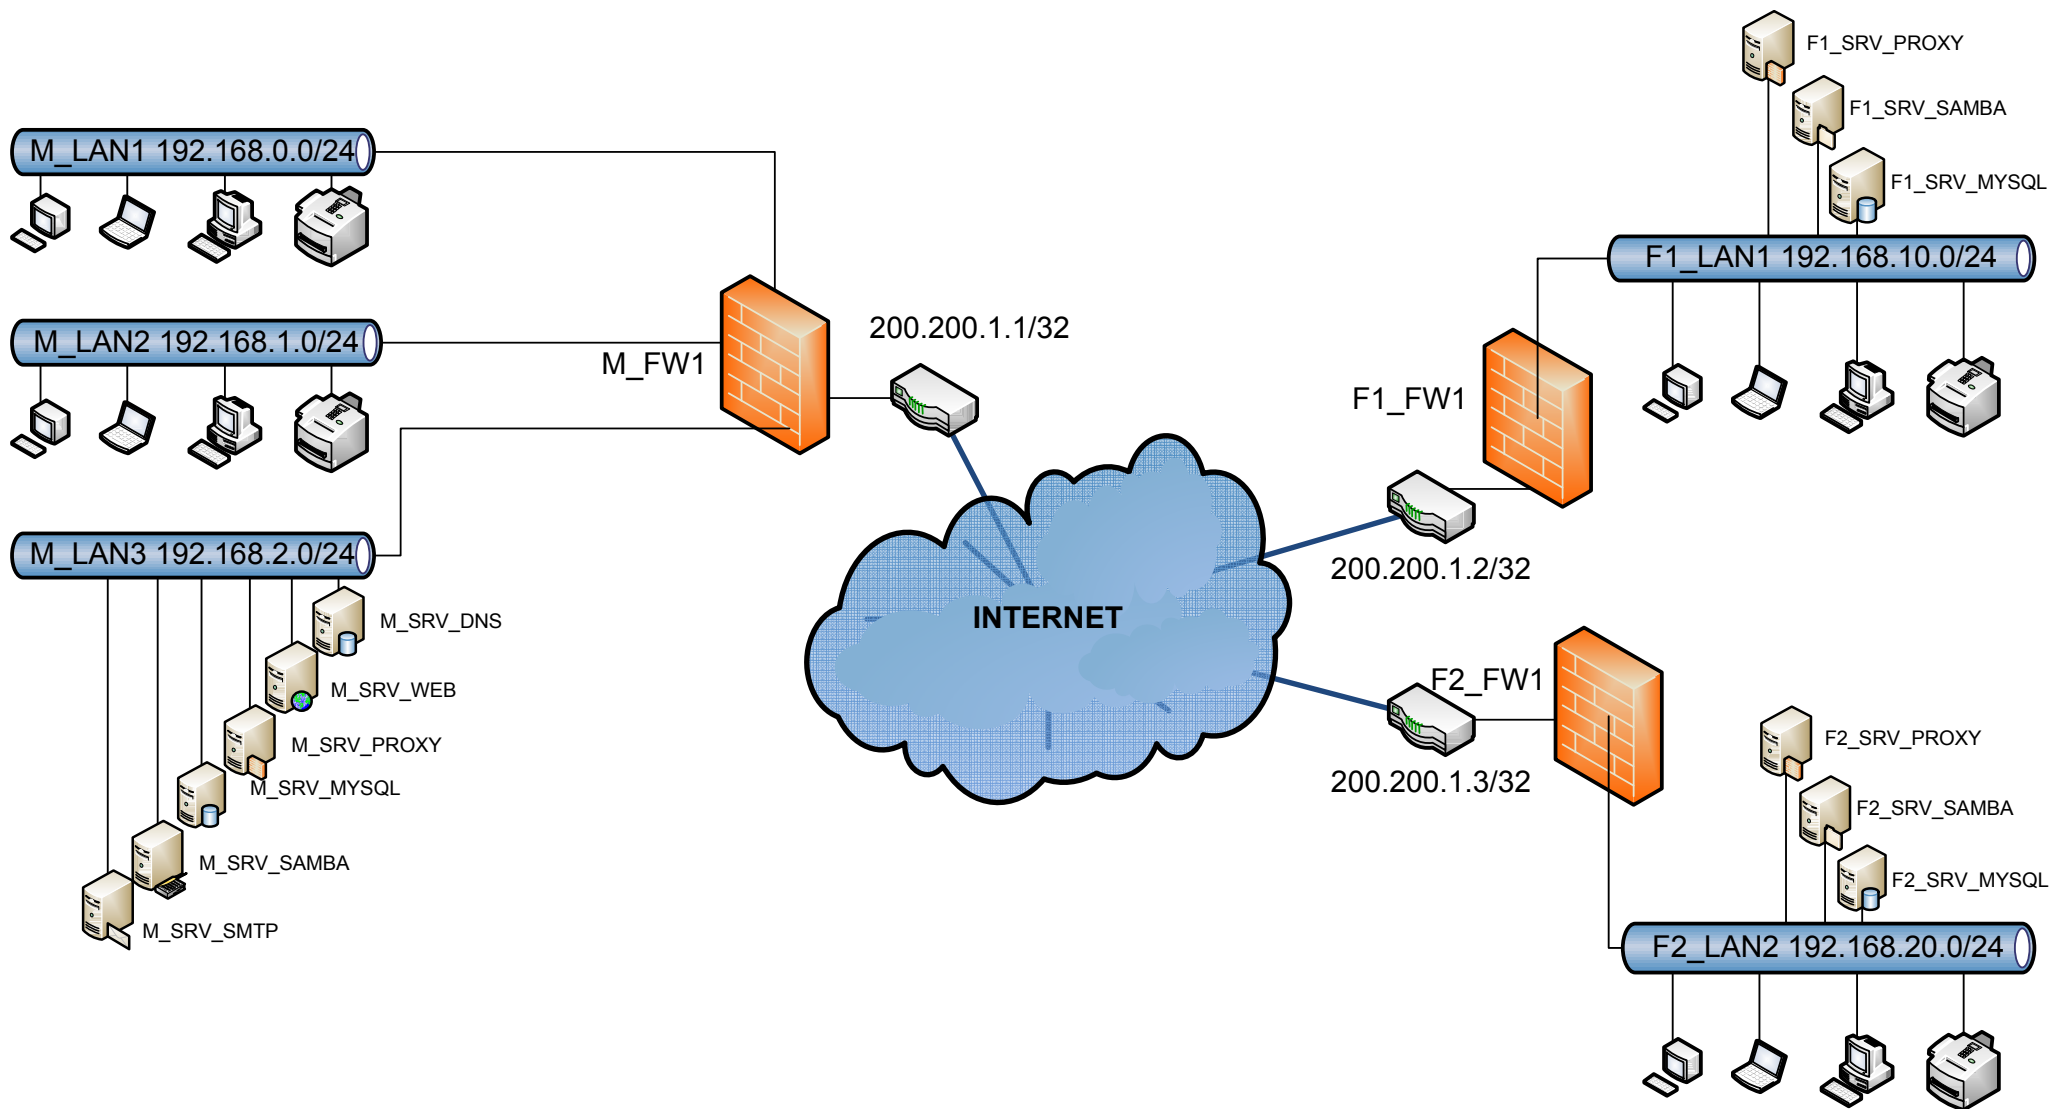 F1_SRV_PROXY
F1_SRV_SAMBA
F1_SRV_MYSQL
M_LAN1 192.168.0.0/24
F1_LAN1 192.168.10.0/24
M_LAN2 192.168.1.0/24
M_FW1
200.200.1.1/32
F1_FW1
M_LAN3 192.168.2.0/24
200.200.1.2/32
INTERNET
M_SRV_DNS
M_SRV_WEB
M_SRV_PROXY
M_SRV_MYSQL
M_SRV_SAMBA
M_SRV_SMTP
F2_FW1
200.200.1.3/32
F2_SRV_PROXY
F2_SRV_SAMBA
F2_SRV_MYSQL
F2_LAN2 192.168.20.0/24